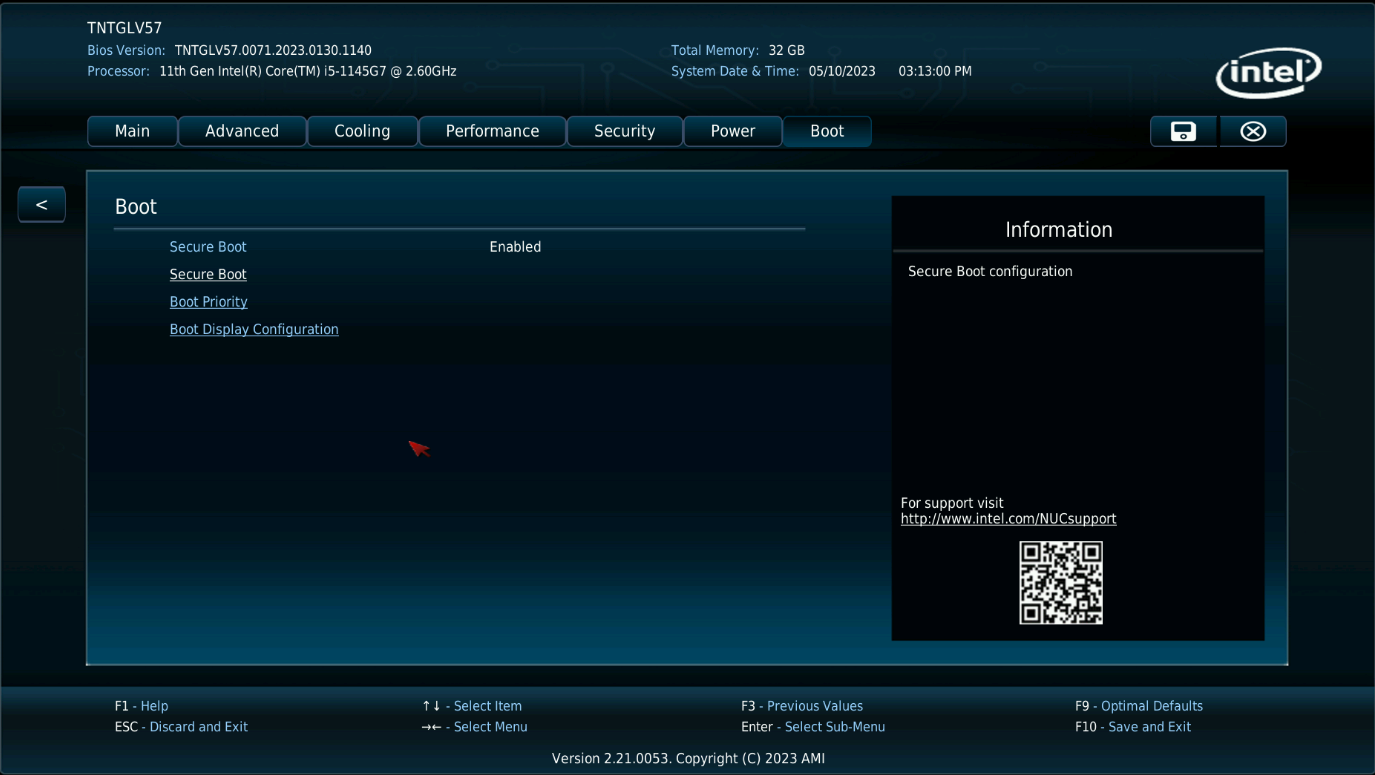 TNTGLV57
Bios Version: TNTGLV57.0071.2023.0130.1140
Total Memory: 32 GB
Processor: 11th Gen Intel(R) Core(TM) i5-1145G7 @ 2.60GHz
System Date & Time: 05/10/2023 03:13:00 PM
intel®
Main Advanced Cooling Performance Security Power Boot
<
Boot
Secure Boot Enabled
Secure Boot
Boot Priority
Boot Display Configuration
Information
Secure Boot configuration
For support visit
http://www.intel.com/NUCsupport
F1 - Help ↑↓ - Select Item F3 - Previous Values F9 - Optimal Defaults
ESC - Discard and Exit →← - Select Menu Enter - Select Sub-Menu F10 - Save and Exit
Version 2.21.0053. Copyright (C) 2023 AMI